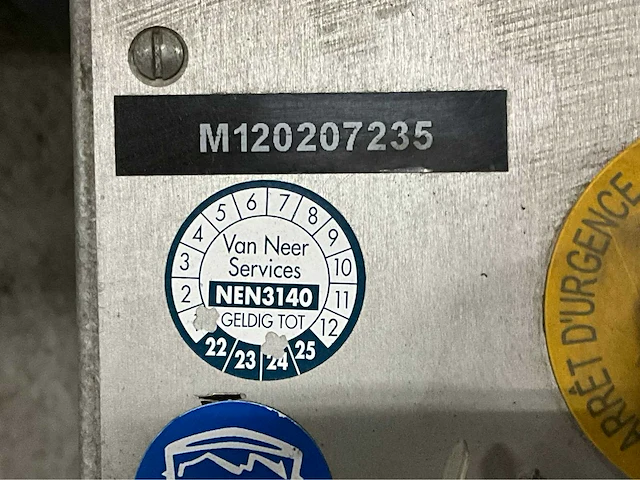 M120207235
5 6 7 8
4 9
3 10
2 11
12
Van Neer
Services
NEN3140
GELDIG TOT
22 23 24 25
ARRÊT D'URGENCE